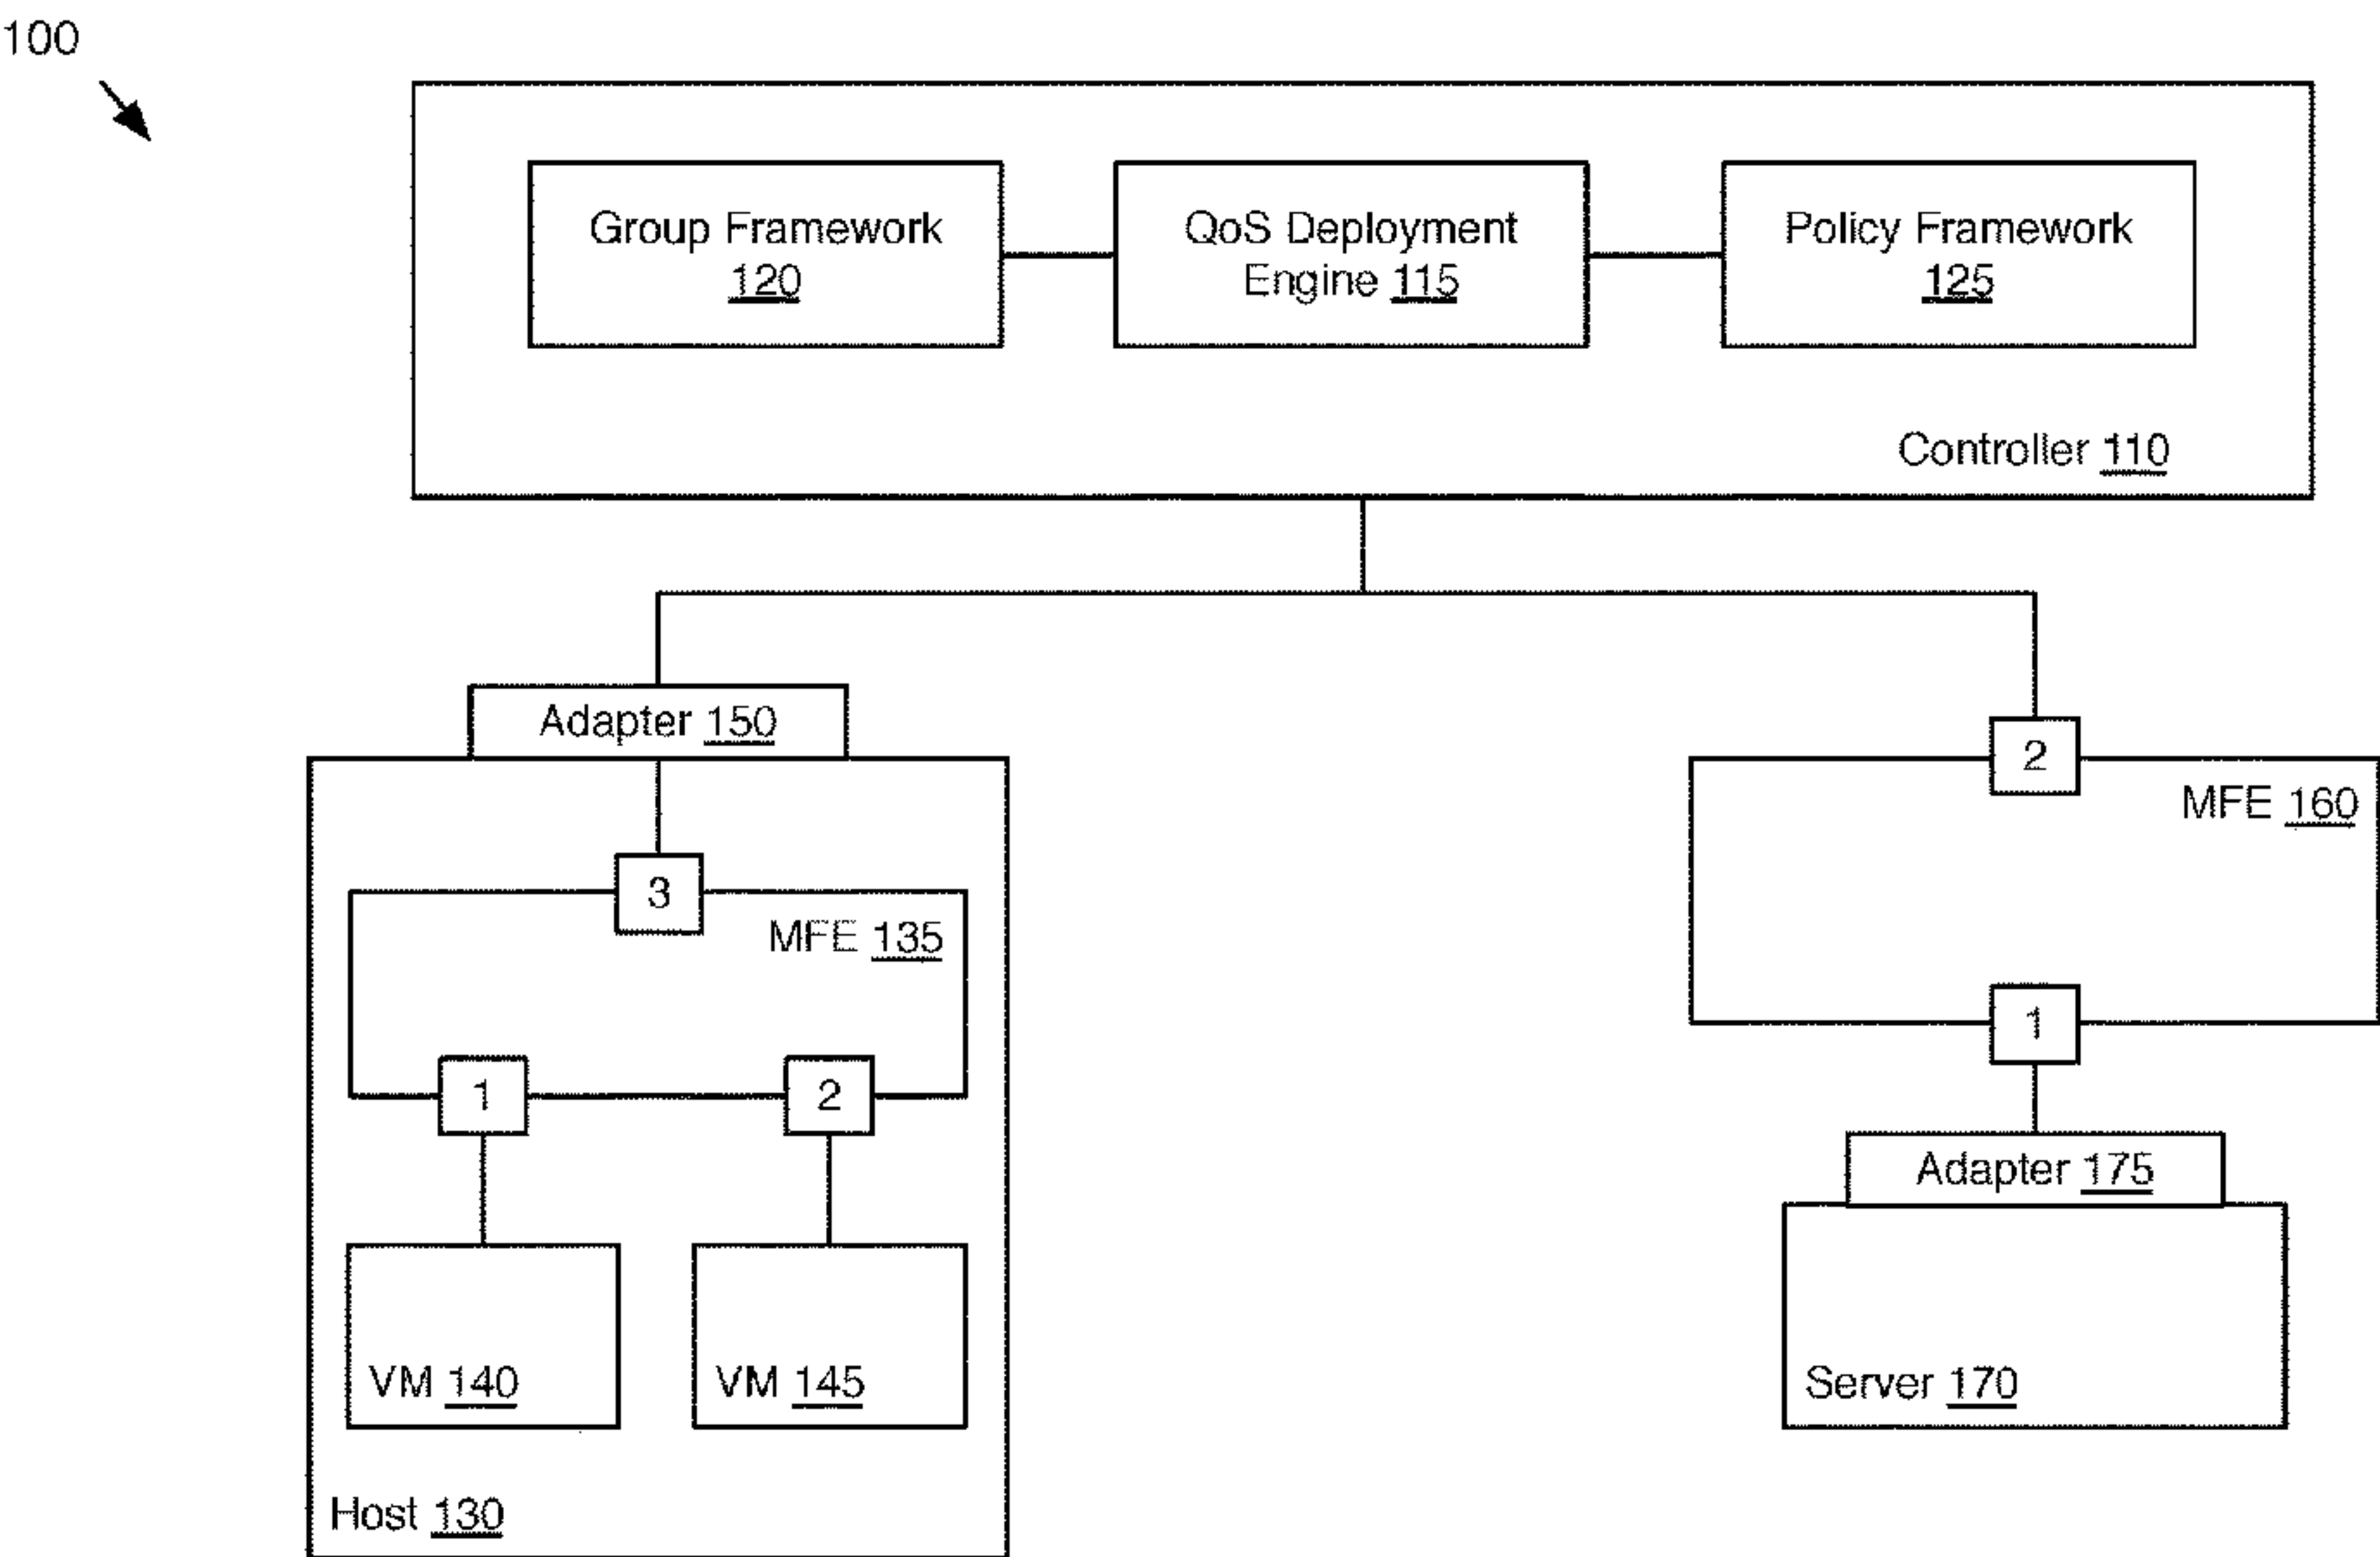 100
Group Framework
120
QoS Deployment
Engine 115
Policy Framework
125
Controller 110
Adapter 150
2
MFE 160
3
MFE 135
1
1
2
Adapter 175
VM 140
VM 145
Server 170
Host 130